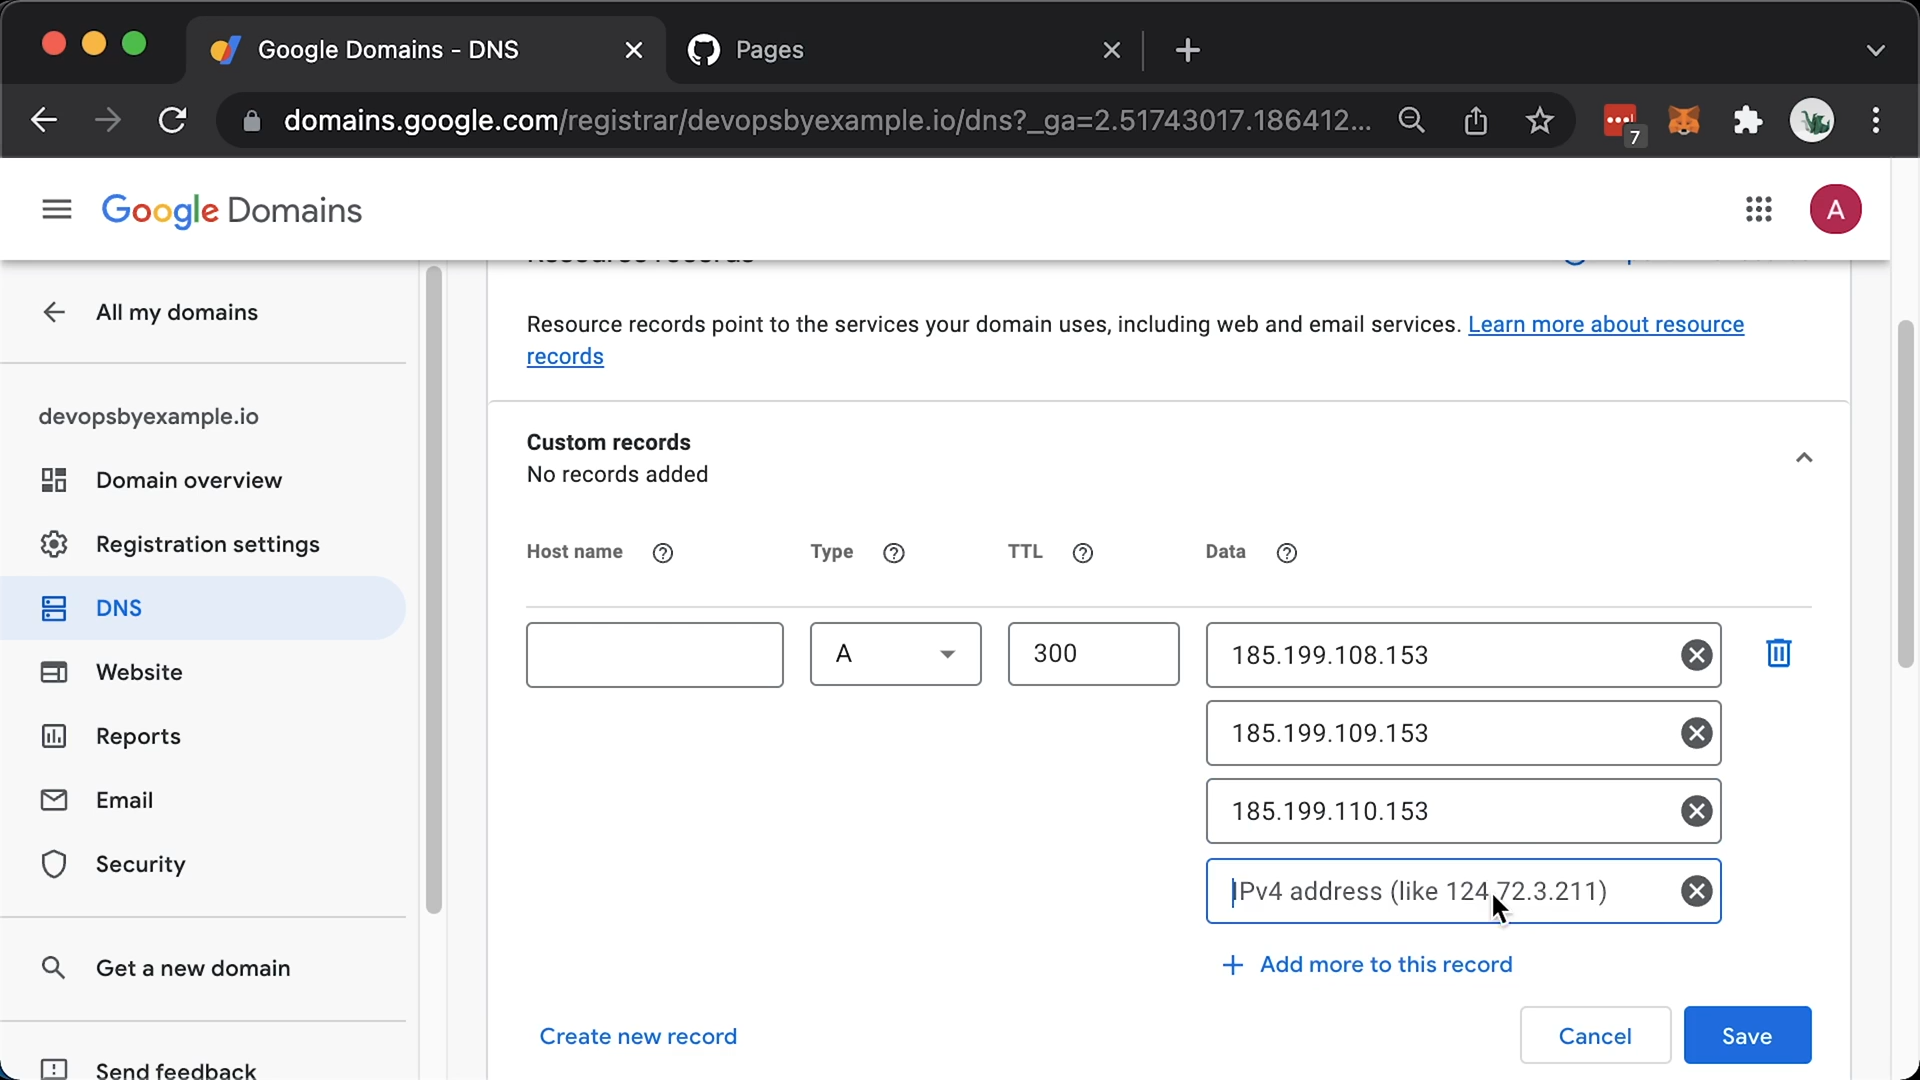 Google Domains - DNS
Pages
domains.google.com/registrar/devopsbyexample.io/dns?_ga=2.51743017.186412...
7
Google Domains
A
All my domains
devopsbyexample.io
Domain overview
Registration settings
DNS
Website
Reports
Email
Security
Get a new domain
Send feedback
Resource records
Resource records point to the services your domain uses, including web and email services. Learn more about resource
records
Custom records
No records added
Host name
Type
TTL
Data
A
300
185.199.108.153
185.199.109.153
185.199.110.153
IPv4 address (like 124.72.3.211)
+ Add more to this record
Create new record
Cancel
Save